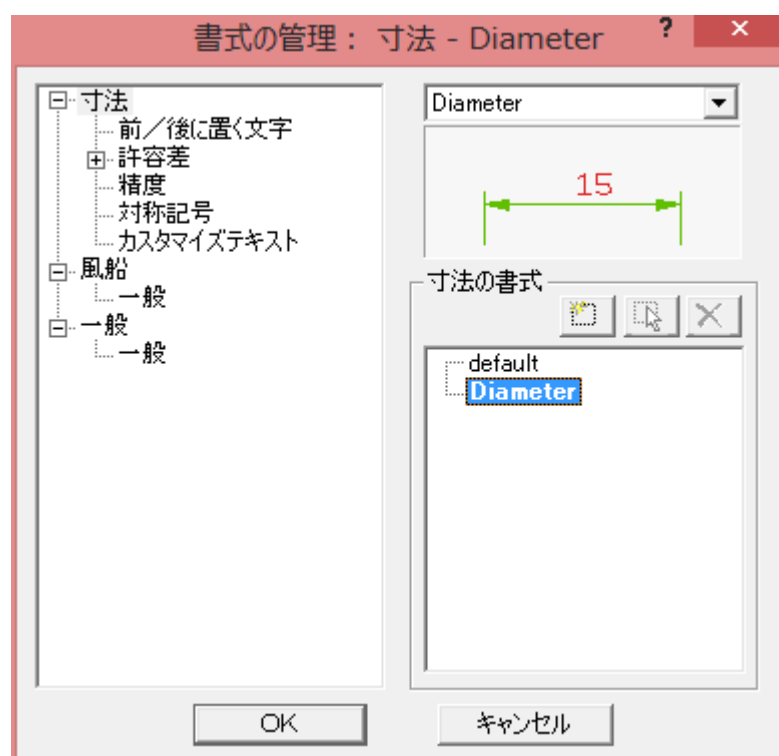 書式の管理： 寸法 - Diameter ? ×
寸法
前／後に置く文字
許容差
精度
対称記号
カスタマイズテキスト
風船
一般
一般
一般
Diameter
15
寸法の書式
default
Diameter
OK
キャンセル